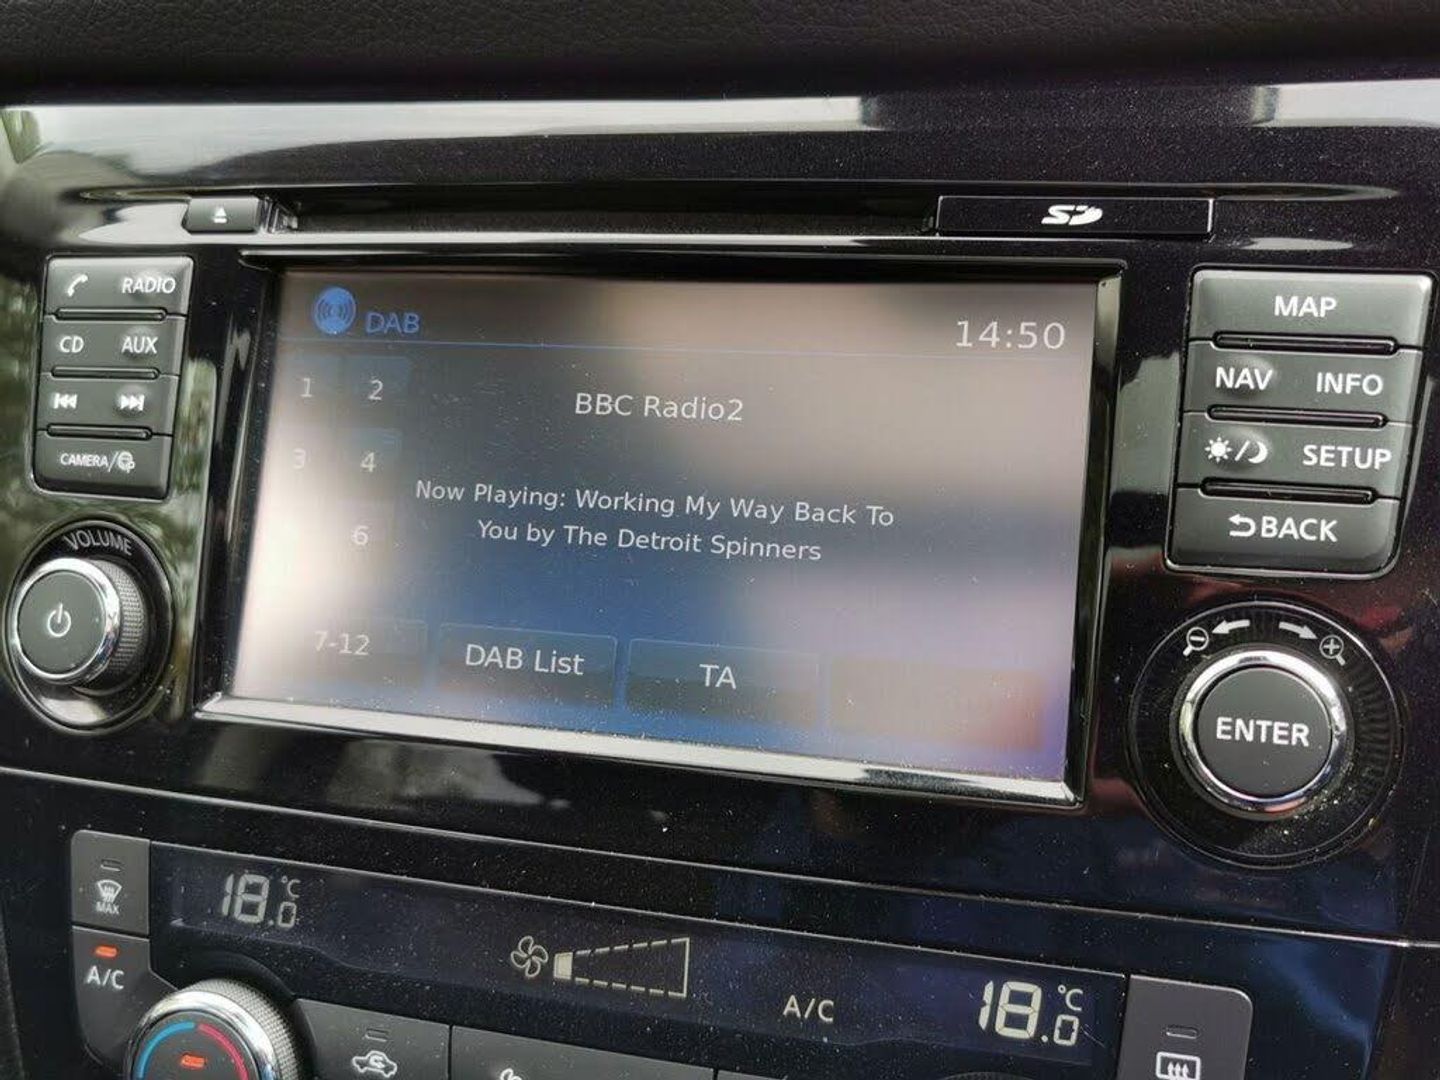 SD
RADIO
CD AUX
CAMERA/
VOLUME
DAB
14:50
1 2
3 4
6
7-12
BBC Radio2
Now Playing: Working My Way Back To
You by The Detroit Spinners
DAB List
TA
MAP
NAV INFO
SETUP
BACK
ENTER
MAX
A/C
18.0 °C
A/C
18.0 °C